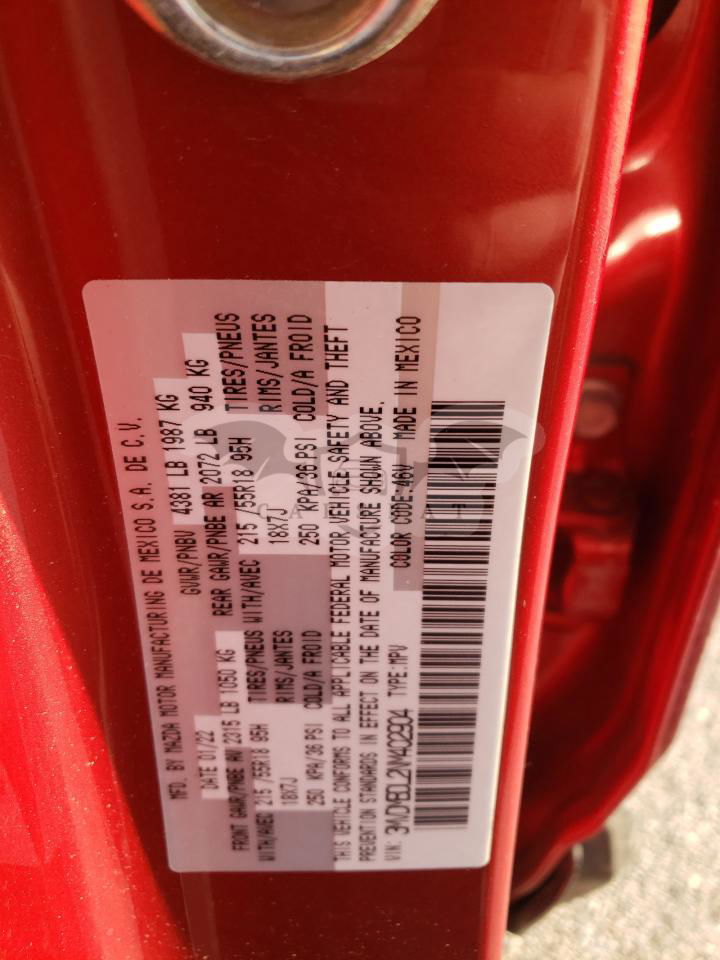 MFD. BY MAZDA MOTOR MANUFACTURING DE MEXICO S.A. DE C.V.
DATE 01/22 GVWR/PNBV 4381 LB 1987 KG
FRONT GAWR/PNBE AV 2315 LB 1050 KG REAR GAWR/PNBE AR 2072 LB 940 KG
WITH/AVEC 215 /55R18 95H TIRES/PNEUS WITH/AVEC 215 /55R18 95H TIRES/PNEUS
18X7J RIMS/JANTES 18X7J RIMS/JANTES
250 KPA/36 PSI COLD/A FROID 250 KPA/36 PSI COLD/A FROID
THIS VEHICLE CONFORMS TO ALL APPLICABLE FEDERAL MOTOR VEHICLE SAFETY AND THEFT
PREVENTION STANDARDS IN EFFECT ON THE DATE OF MANUFACTURE SHOWN ABOVE.
VIN: TYPE:MPV COLOR CODE:46V MADE IN MEXICO